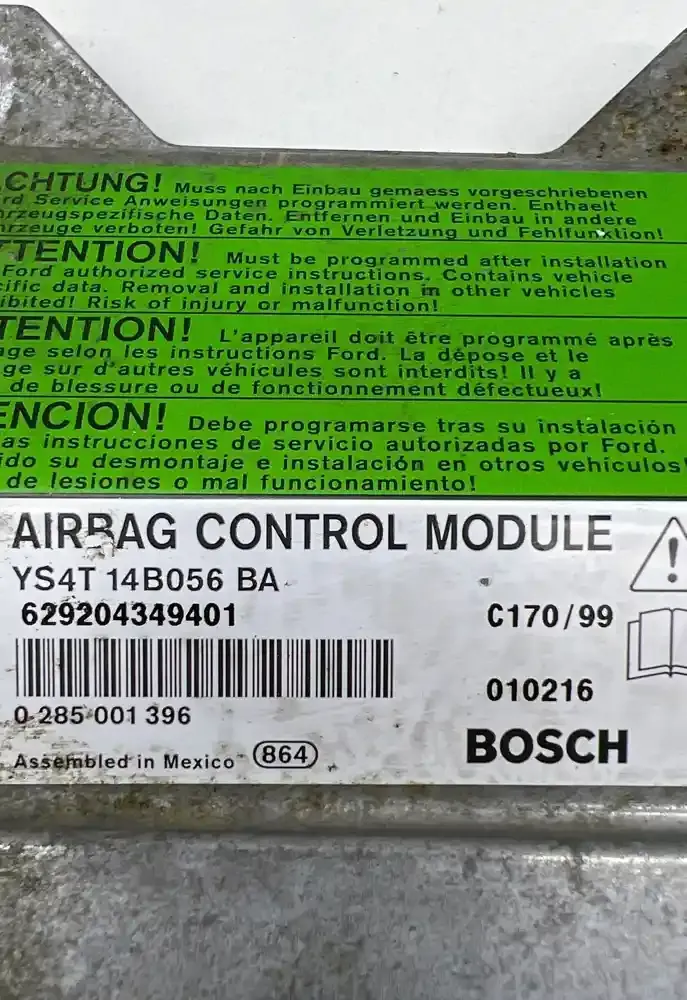 CHTUNG! Muss nach Einbau gemaess vorgeschriebenen
rd Service Anweisungen programmiert werden. Enthaelt
hrzeugspezifische Daten. Entfernen und Einbau in andere
hrzeuge verboten! Gefahr von Verletzung und Fehlfunktion!
TTENTION! Must be programmed after installation
Ford authorized service instructions. Contains vehicle
cific data. Removal and installation in other vehicles
ibited! Risk of injury or malfunction!
TENTION! L'appareil doit être programmé après
age selon les instructions Ford. La dépose et le
ge sur d'autres véhicules sont interdits! Il y a
de blessure ou de fonctionnement défectueux!
ENCION! Debe programarse tras su instalación
las instrucciones de servicio autorizadas por Ford.
ido su desmontaje e instalación en otros vehículos!
de lesiones o mal funcionamiento!
AIRBAG CONTROL MODULE
YS4T 14B056 BA
629204349401 C170/99
010216
0 285 001 396
Assembled in Mexico 864 BOSCH